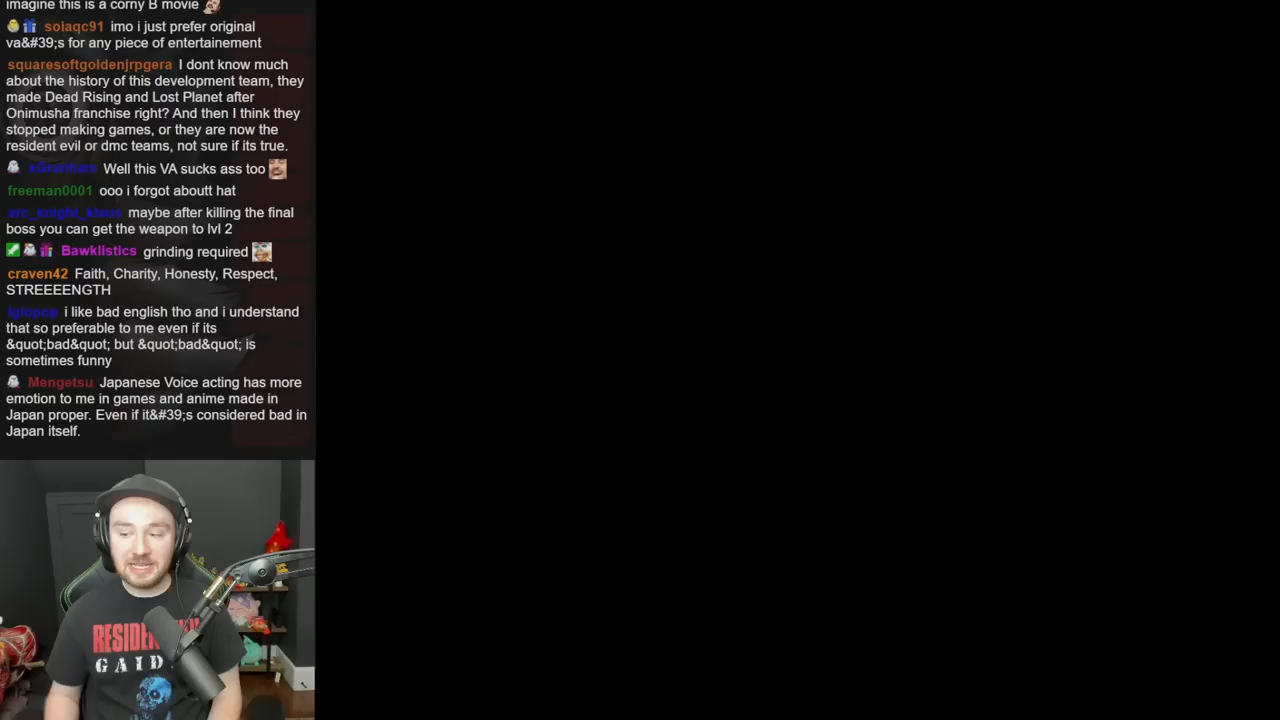 imagine this is a corny B movie
solaqc91 imo i just prefer original
va&#39;s for any piece of entertainement
squaresoftgoldenjrpgera I dont know much
about the history of this development team, they
made Dead Rising and Lost Planet after
Onimusha franchise right? And then I think they
stopped making games, or they are now the
resident evil or dmc teams, not sure if its true.
Well this VA sucks ass too
freeman0001 ooo i forgot aboutt hat
arc_knight_klaus maybe after killing the final
boss you can get the weapon to lvl 2
Bawklistics grinding required
craven42 Faith, Charity, Honesty, Respect,
STREEEENGTH
i like bad english tho and i understand
that so preferable to me even if its
&quot;bad&quot; but &quot;bad&quot; is
sometimes funny
Mengetsu Japanese Voice acting has more
emotion to me in games and anime made in
Japan proper. Even if it&#39;s considered bad in
Japan itself.
GAID